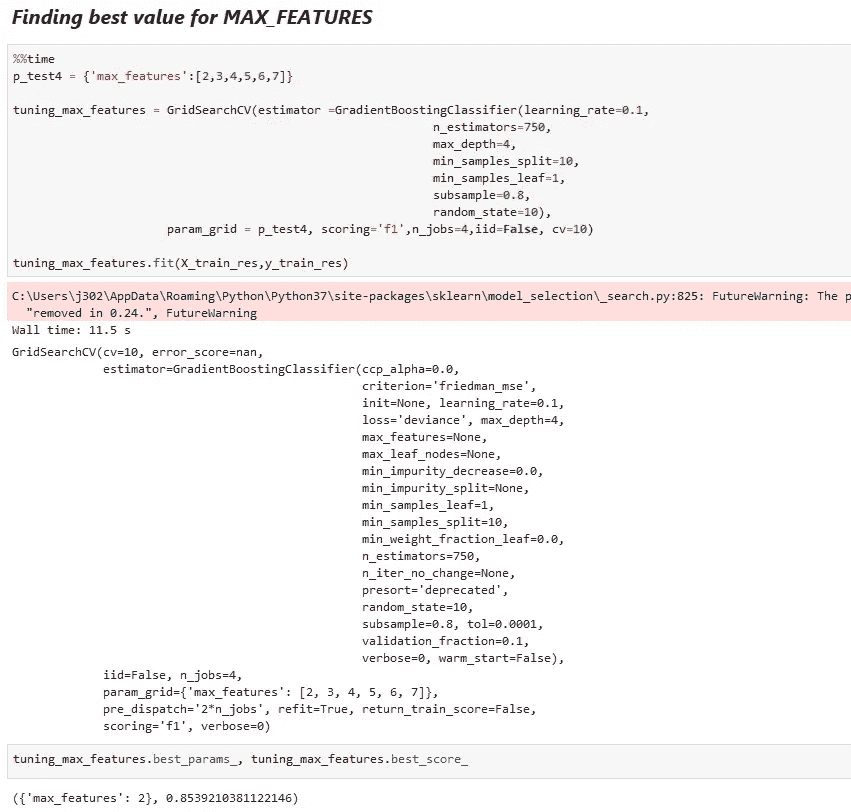 Finding best value for MAX_FEATURES
%%time
p_test4 = {'max_features':[2,3,4,5,6,7]}
tuning_max_features = GridSearchCV(estimator =GradientBoostingClassifier(learning_rate=0.1,
n_estimators=750,
max_depth=4,
min_samples_split=10,
min_samples_leaf=1,
subsample=0.8,
random_state=10),
param_grid = p_test4, scoring='f1',n_jobs=4,iid=False, cv=10)
tuning_max_features.fit(X_train_res,y_train_res)
C:\Users\j302\AppData\Roaming\Python\Python37\site-packages\sklearn\model_selection\_search.py:825: FutureWarning: The p
"removed in 0.24.", FutureWarning
Wall time: 11.5 s
GridSearchCV(cv=10, error_score=nan,
estimator=GradientBoostingClassifier(ccp_alpha=0.0,
criterion='friedman_mse',
init=None, learning_rate=0.1,
loss='deviance', max_depth=4,
max_features=None,
max_leaf_nodes=None,
min_impurity_decrease=0.0,
min_impurity_split=None,
min_samples_leaf=1,
min_samples_split=10,
min_weight_fraction_leaf=0.0,
n_estimators=750,
n_iter_no_change=None,
presort='deprecated',
random_state=10,
subsample=0.8, tol=0.0001,
validation_fraction=0.1,
verbose=0, warm_start=False),
iid=False, n_jobs=4,
param_grid={'max_features': [2, 3, 4, 5, 6, 7]},
pre_dispatch='2*n_jobs', refit=True, return_train_score=False,
scoring='f1', verbose=0)
tuning_max_features.best_params_, tuning_max_features.best_score_
({'max_features': 2}, 0.8539210381122146)